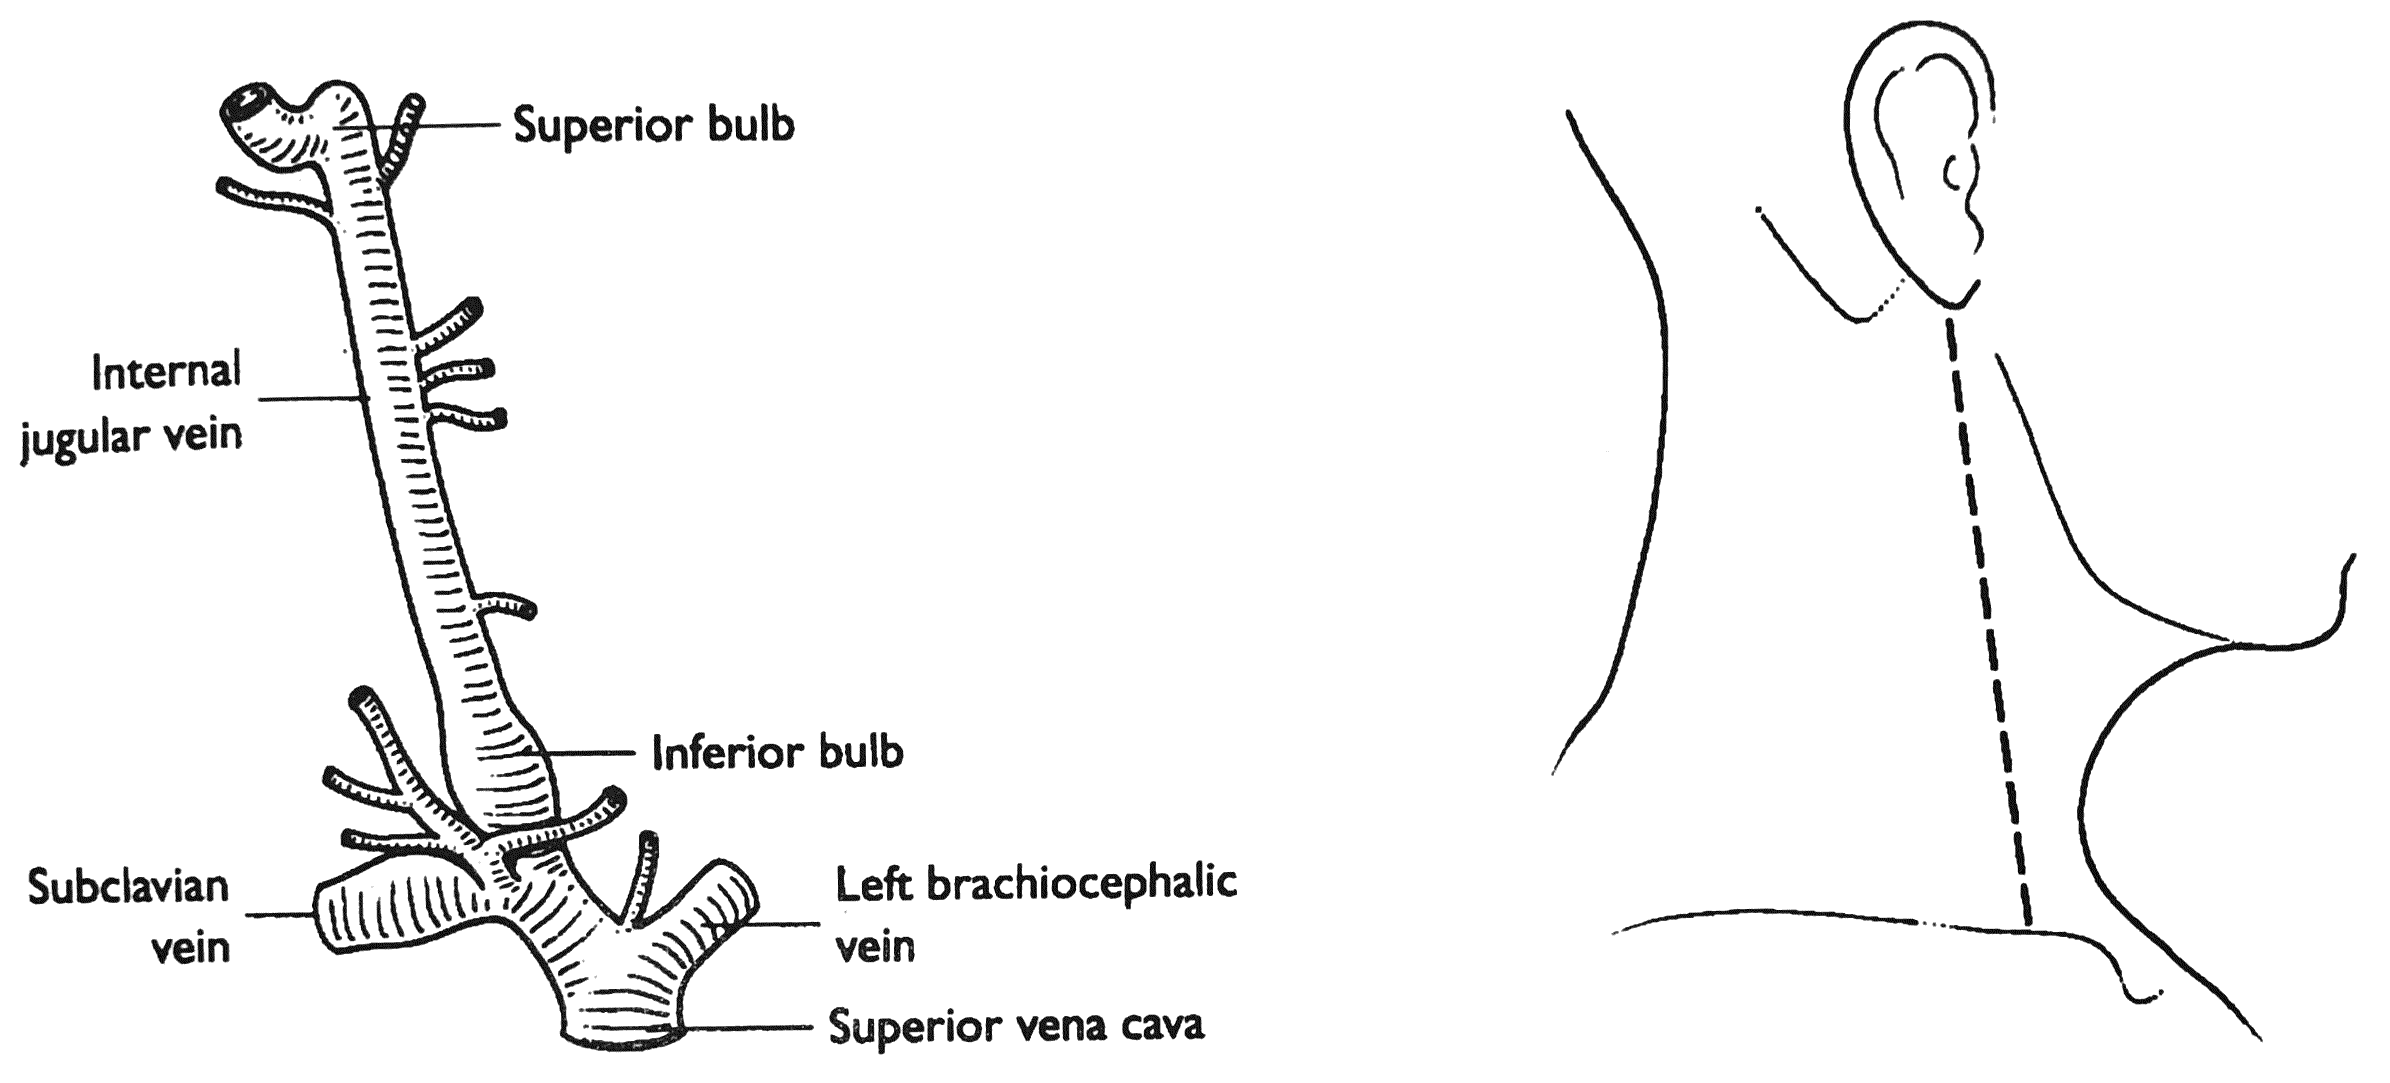 Superior bulb
Internal
jugular vein
Inferior bulb
Subclavian
vein
Left brachiocephalic
vein
Superior vena cava